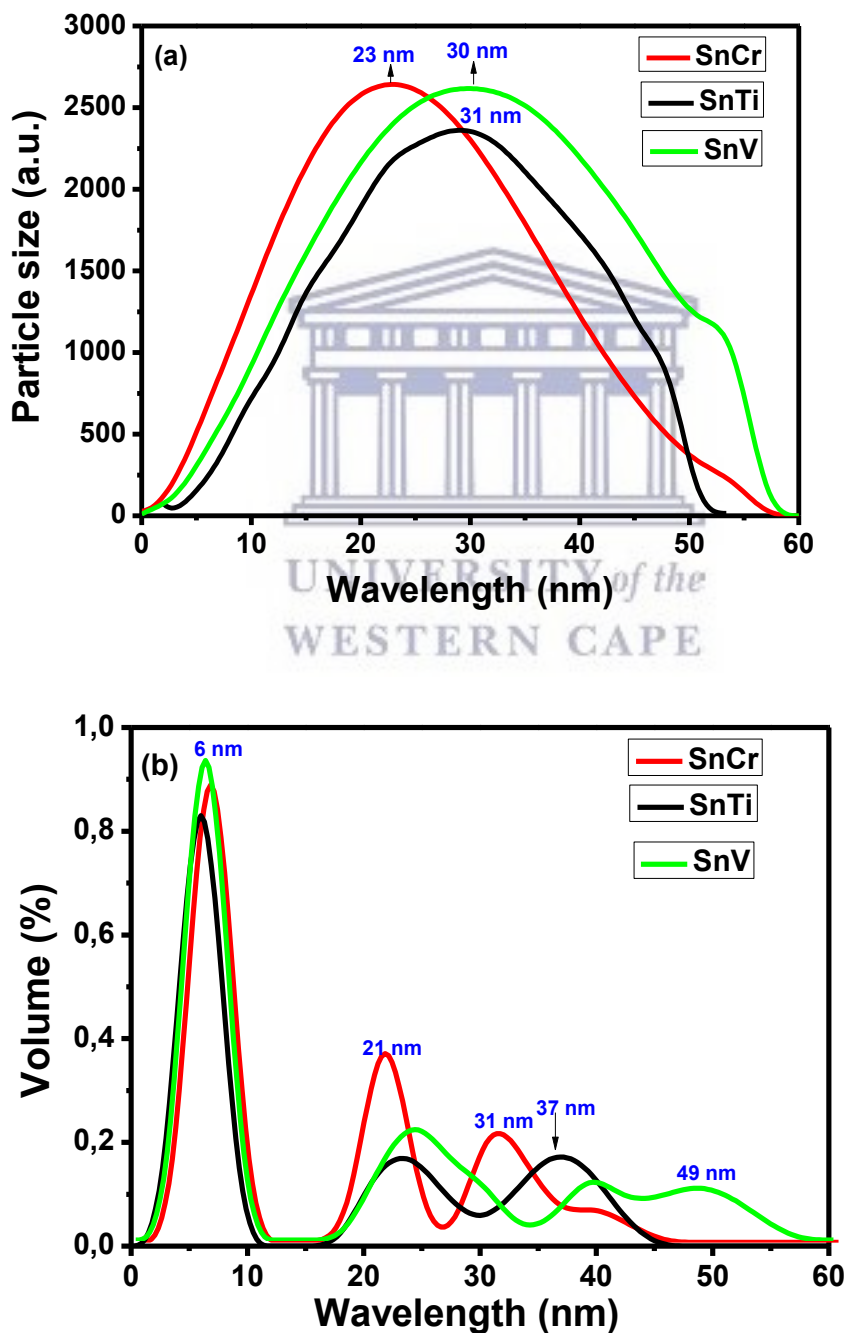 (a)
23 nm
30 nm
31 nm
SnCr
SnTi
SnV
3000
2500
2000
1500
1000
500
0
Particle size (a.u.)
0 10 20 30 40 50 60
Wavelength (nm)
UNIVERSITY of the
WESTERN CAPE
(b)
6 nm
21 nm
31 nm
37 nm
49 nm
SnCr
SnTi
SnV
1,0
0,8
0,6
0,4
0,2
0,0
Volume (%)
0 10 20 30 40 50 60
Wavelength (nm)